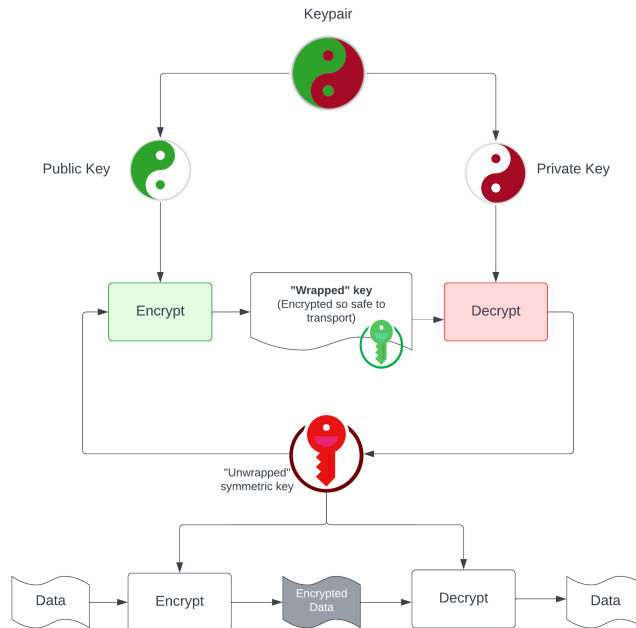 Keypair
Public Key
Private Key
Encrypt
"Wrapped" key
(Encrypted so safe to
transport)
Decrypt
"Unwrapped"
symmetric key
Data
Encrypt
Encrypted
Data
Decrypt
Data